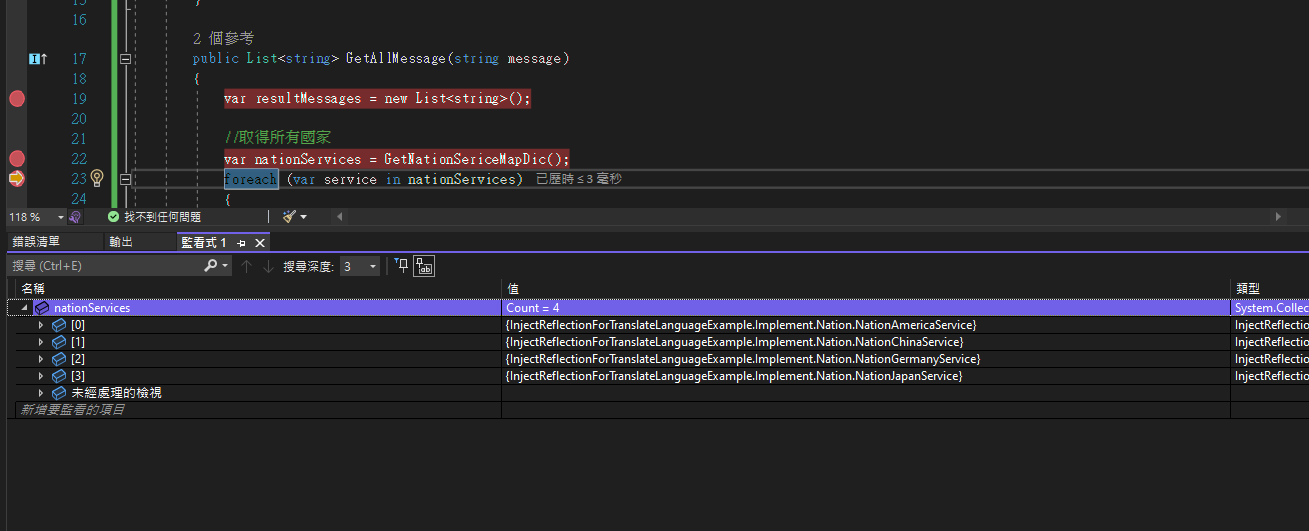 15 }
16
2 個參考
17 public List<string> GetAllMessage(string message)
18 {
19 var resultMessages = new List<string>();
20
21 //取得所有國家
22 var nationServices = GetNationSericeMapDic();
23 foreach (var service in nationServices) 已歷時 ≤ 3 毫秒
24 {
118 % 找不到任何問題
錯誤清單 輸出 監看式 1
搜尋 (Ctrl+E) 搜尋深度: 3
名稱 值 類型
nationServices Count = 4 System.Collec
[0] {InjectReflectionForTranslateLanguageExample.Implement.Nation.NationAmericaService} InjectReflectio
[1] {InjectReflectionForTranslateLanguageExample.Implement.Nation.NationChinaService} InjectReflectio
[2] {InjectReflectionForTranslateLanguageExample.Implement.Nation.NationGermanyService} InjectReflectio
[3] {InjectReflectionForTranslateLanguageExample.Implement.Nation.NationJapanService} InjectReflectio
未經處理的檢視
新增要監看的項目